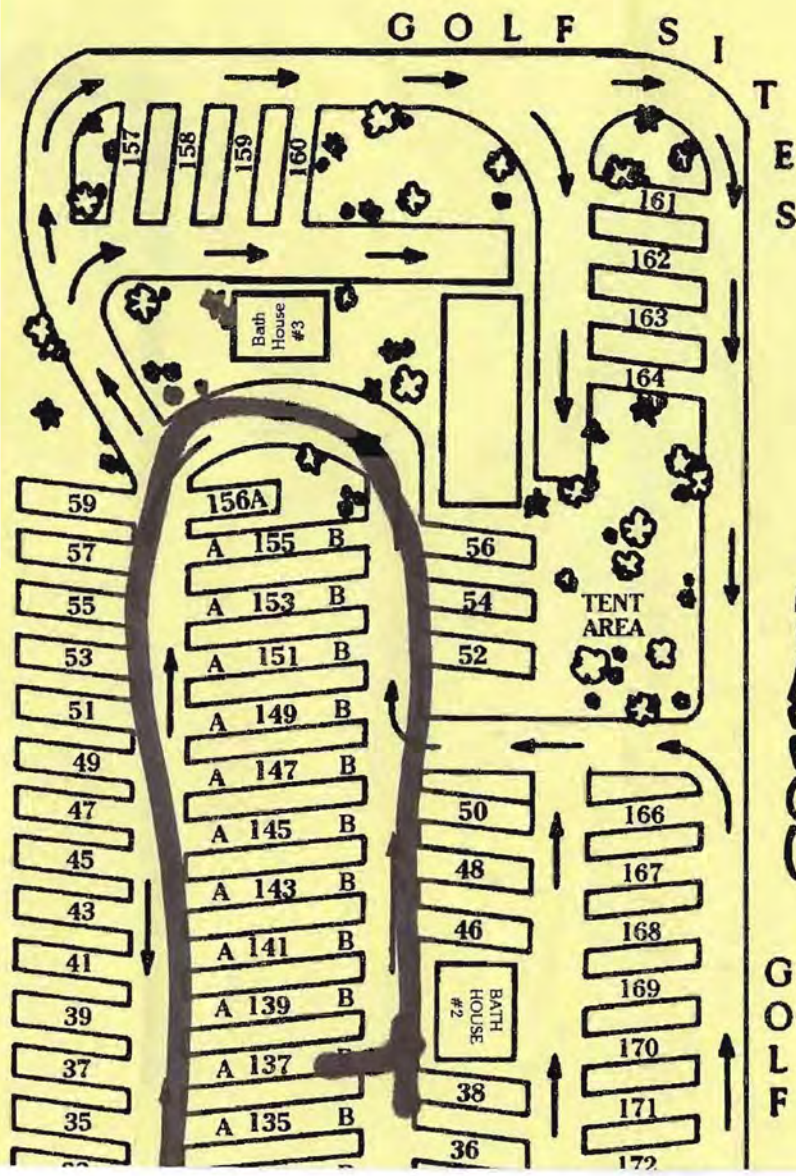 GOLF SITES
157 158 159 160
161
162
163
164
Bath
House
#3
59 156A
57 A 155 B 56
55 A 153 B 54
TENT
AREA
53 A 151 B 52
51 A 149 B
49 A 147 B
47 A 145 B 50 166
45 A 143 B 48 167
43 A 141 B 46 168
41 A 139 B 169
BATH
HOUSE
#2
39 A 137 170
37 A 135 B 38 171
35 36 172
GOLF